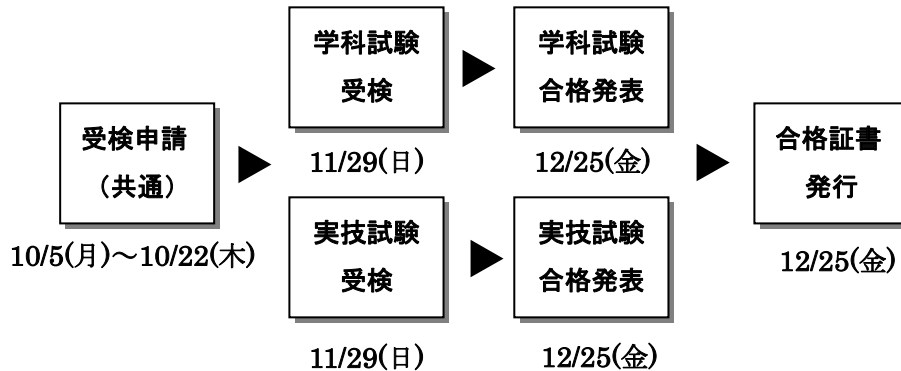 受検申請
（共通）
10/5(月)～10/22(木)
学科試験
受検
11/29(日)
学科試験
合格発表
12/25(金)
実技試験
受検
11/29(日)
実技試験
合格発表
12/25(金)
合格証書
発行
12/25(金)